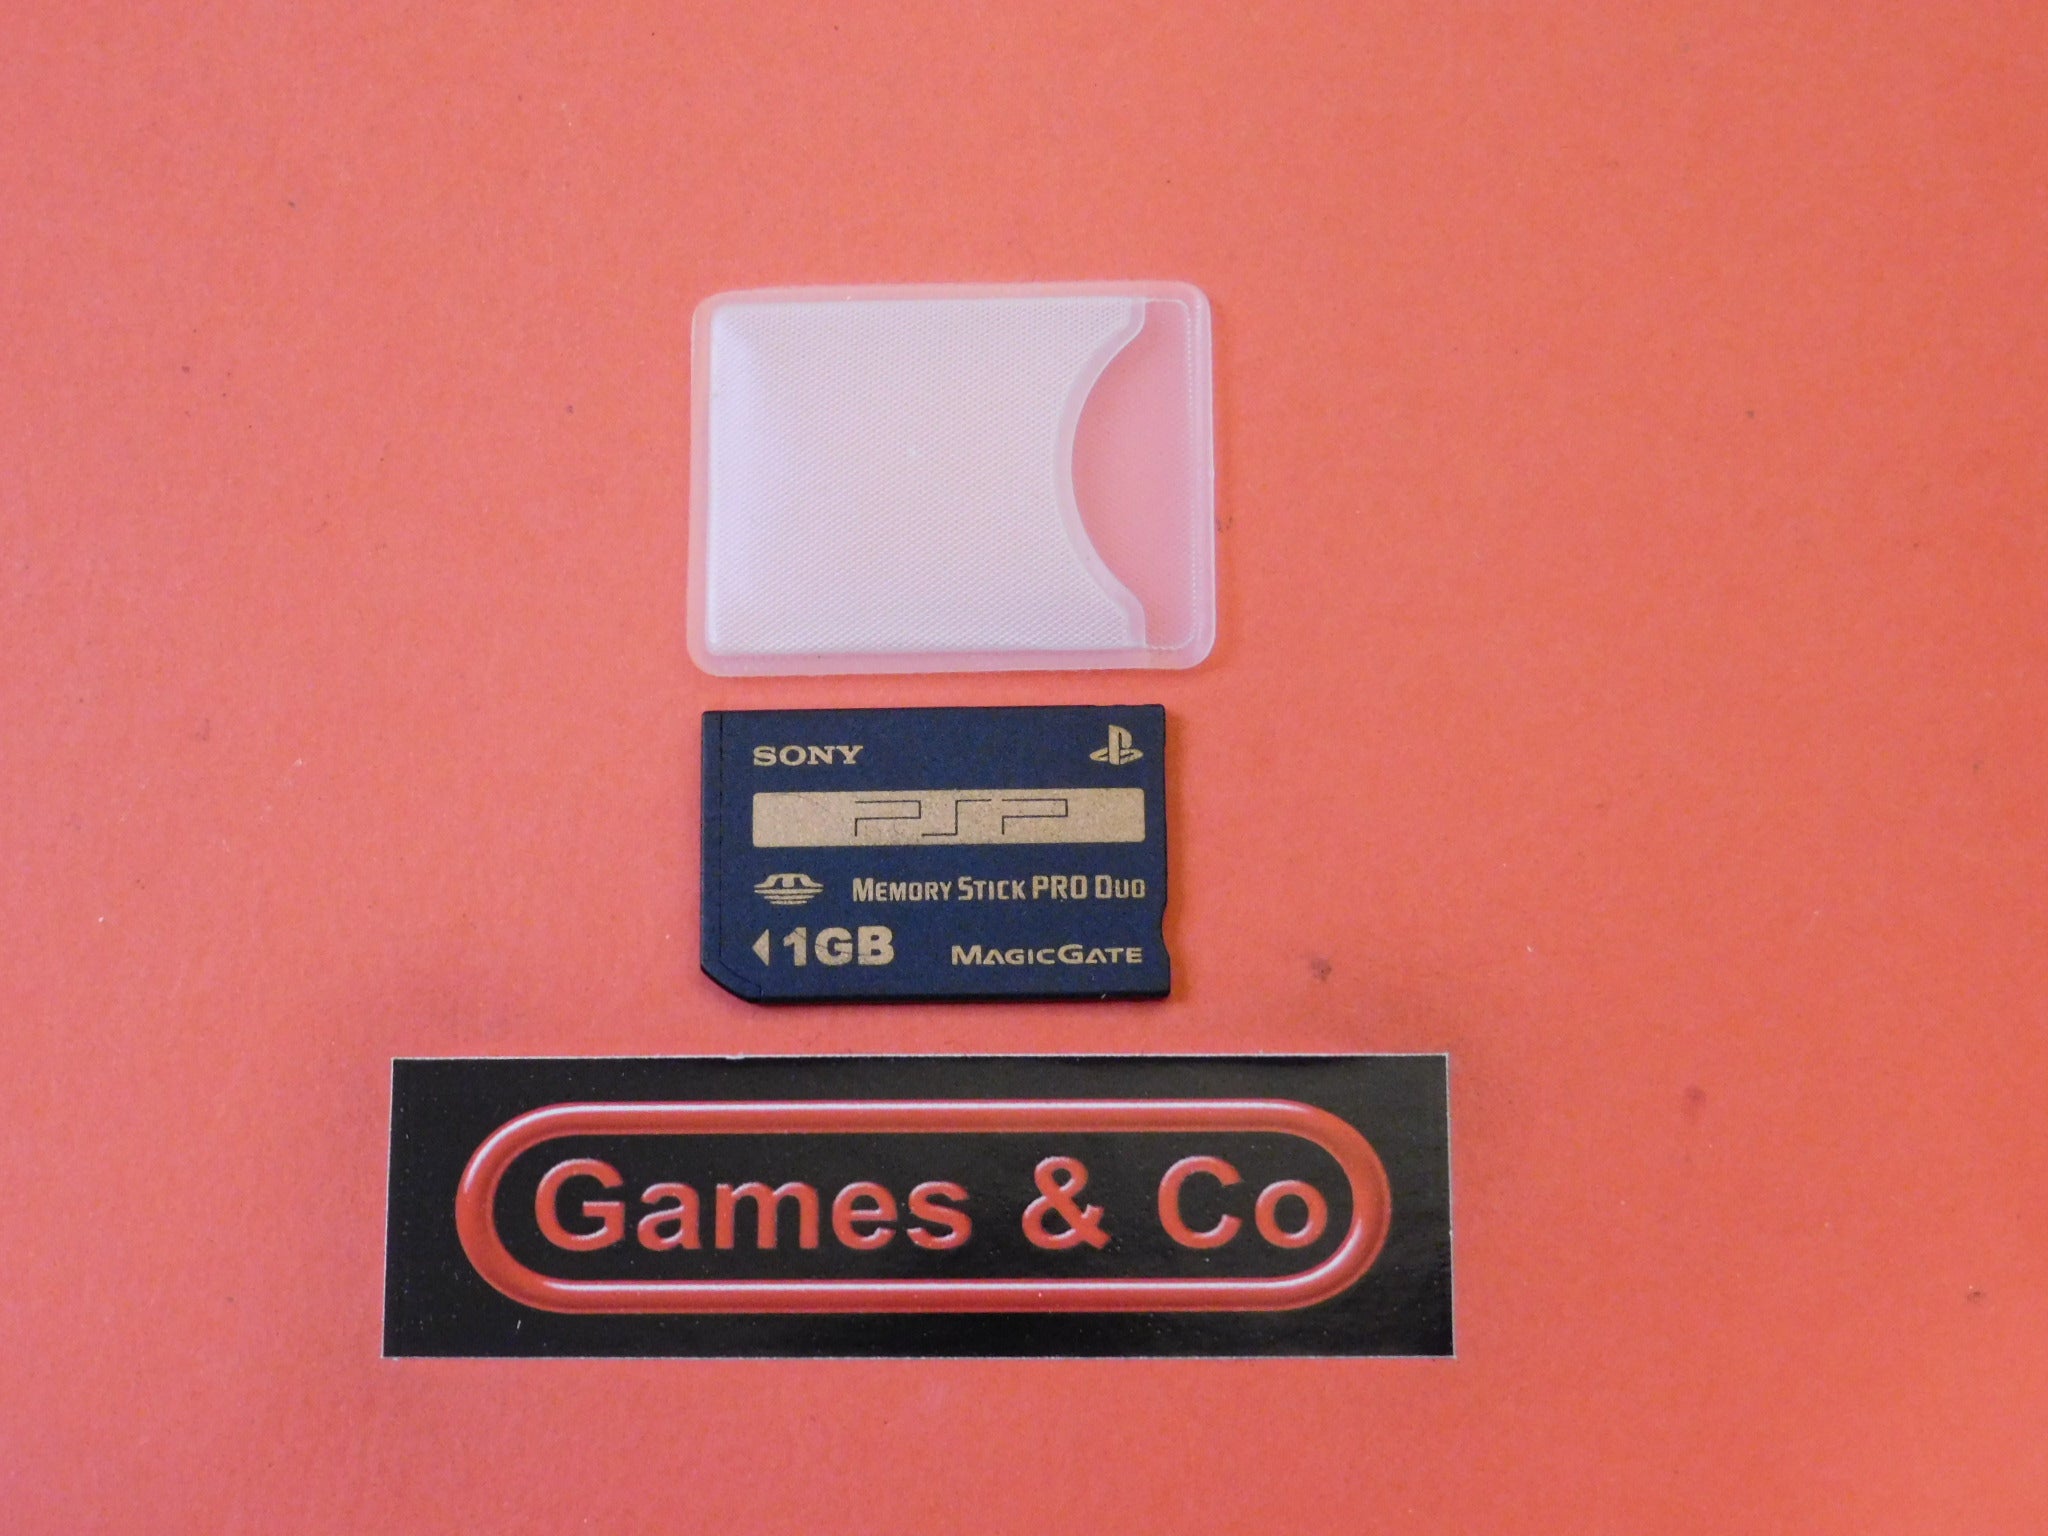 SONY
PSP
MEMORY STICK PRO DUO
1GB MAGICGATE
Games & Co